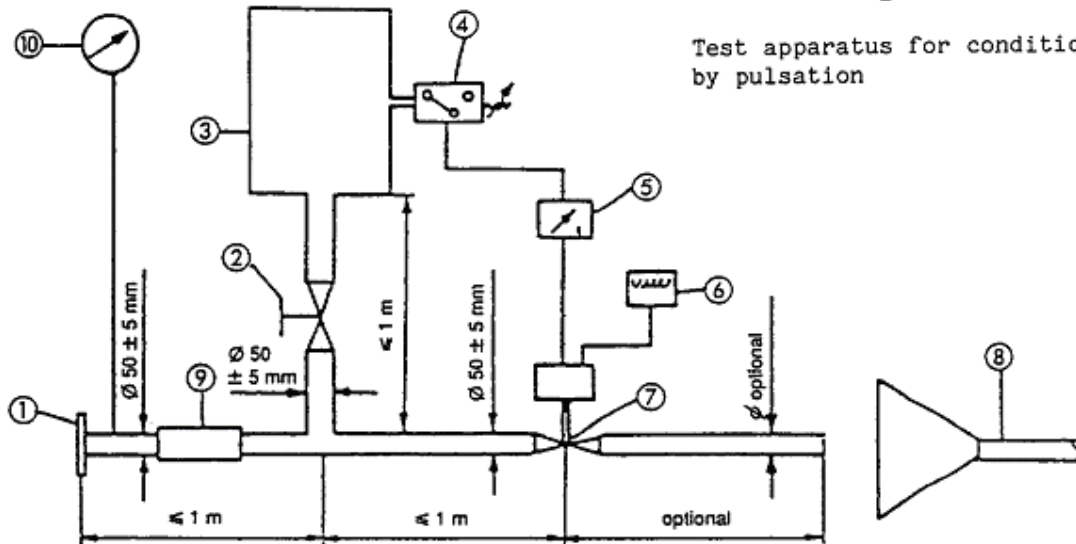 ⑩
④
Test apparatus for conditio
by pulsation
③
⑤
②
⑥
Ø 50 ± 5 mm
Ø 50
± 5 mm
≤ 1 m
Ø 50 ± 5 mm
Ø optional
⑧
①
⑨
⑦
≤ 1 m
≤ 1 m
optional